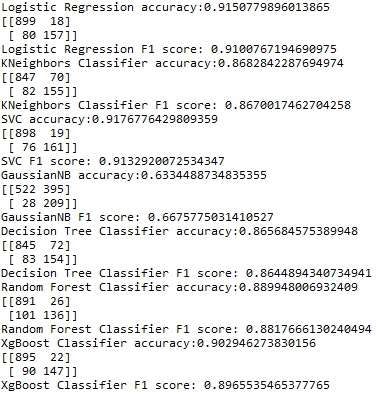 Logistic Regression accuracy:0.9150779896013865
[[899  18]
 [ 80 157]]
Logistic Regression F1 score: 0.9100767194690975
KNeighbors Classifier accuracy:0.8682842287694974
[[847  70]
 [ 82 155]]
KNeighbors Classifier F1 score: 0.8670017462704258
SVC accuracy:0.9176776429809359
[[898  19]
 [ 76 161]]
SVC F1 score: 0.9132920072534347
GaussianNB accuracy:0.6334488734835355
[[522 395]
 [ 28 209]]
GaussianNB F1 score: 0.6675775031410527
Decision Tree Classifier accuracy:0.865684575389948
[[845  72]
 [ 83 154]]
Decision Tree Classifier F1 score: 0.8644894340734941
Random Forest Classifier accuracy:0.889948006932409
[[891  26]
 [101 136]]
Random Forest Classifier F1 score: 0.8817666130240494
XgBoost Classifier accuracy:0.902946273830156
[[895  22]
 [ 90 147]]
XgBoost Classifier F1 score: 0.8965535465377765